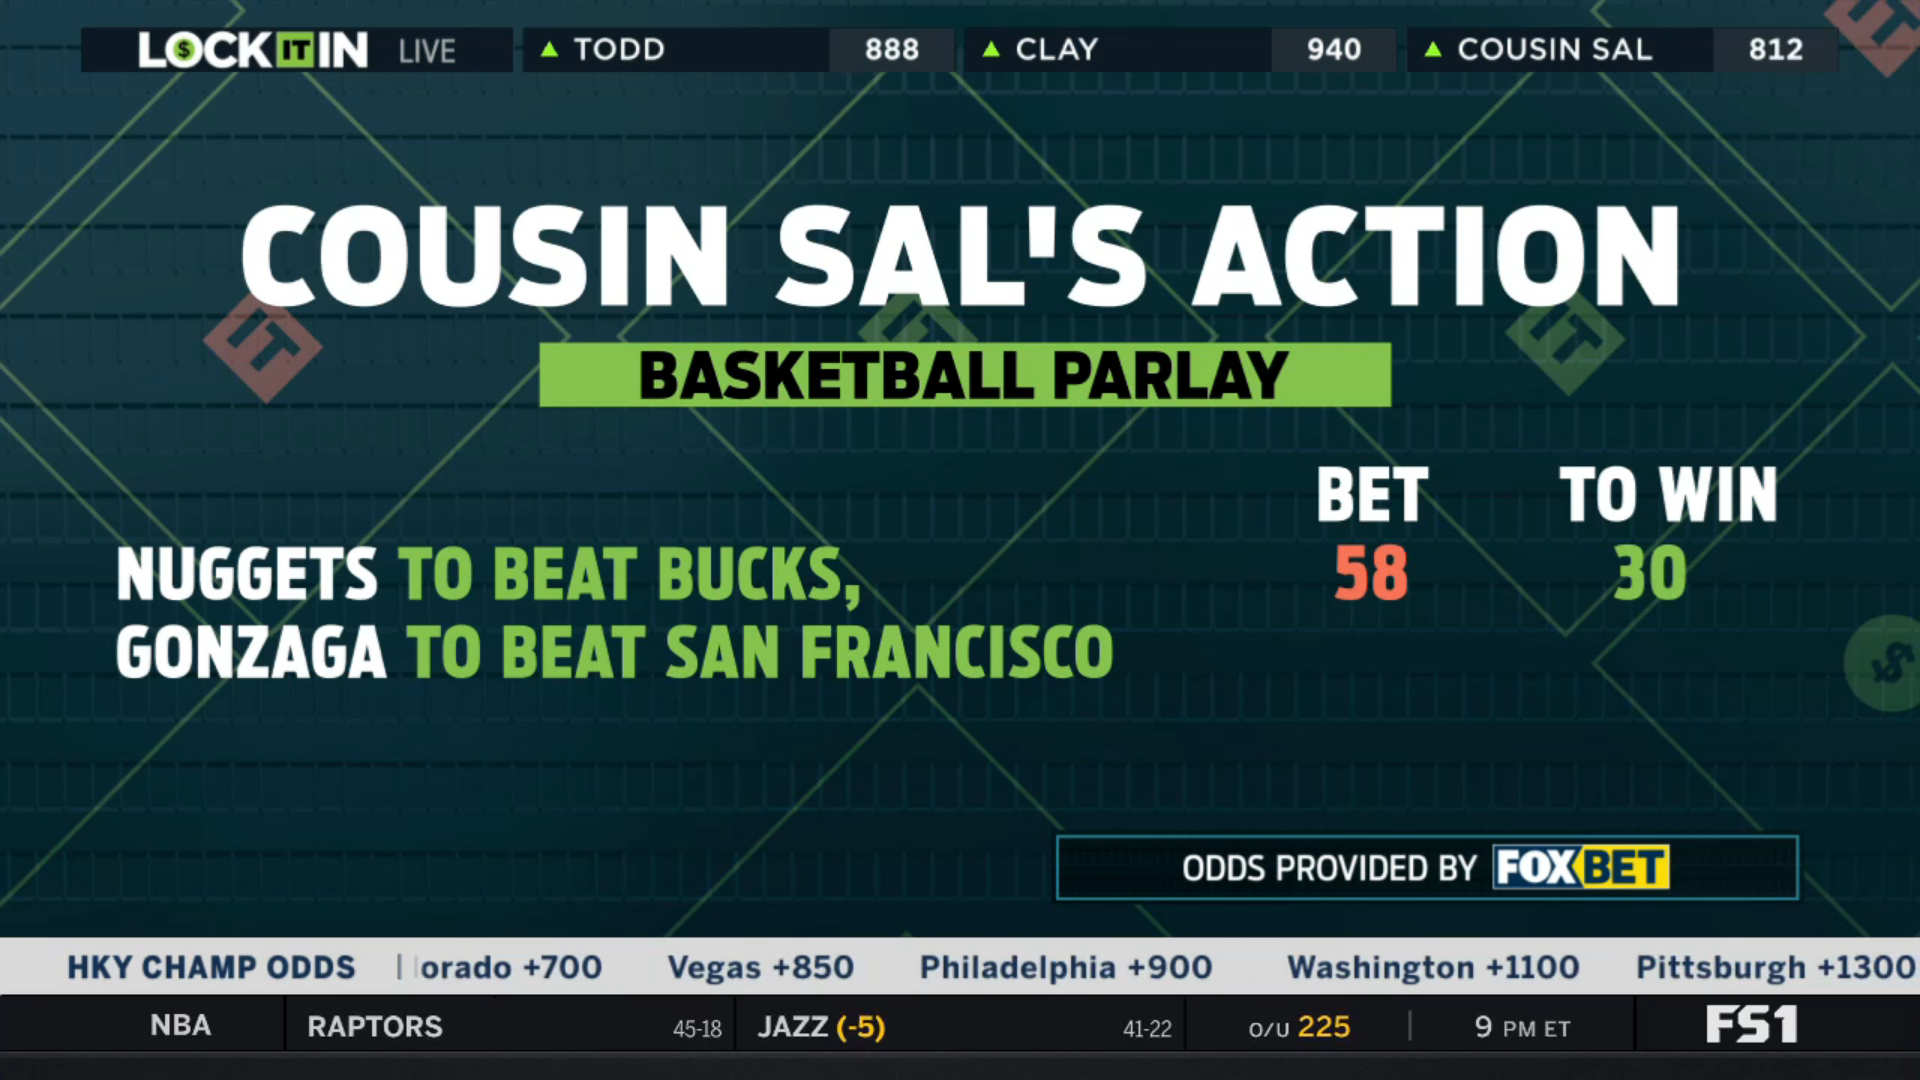 LOCK IT IN LIVE ▲ TODD 888 ▲ CLAY 940 ▲ COUSIN SAL 812
COUSIN SAL'S ACTION
BASKETBALL PARLAY
BET TO WIN
NUGGETS TO BEAT BUCKS, 58 30
GONZAGA TO BEAT SAN FRANCISCO
ODDS PROVIDED BY FOX BET
HKY CHAMP ODDS | orado +700 Vegas +850 Philadelphia +900 Washington +1100 Pittsburgh +1300
NBA RAPTORS 45-18 JAZZ (-5) 41-22 O/U 225 | 9 PM ET FS1